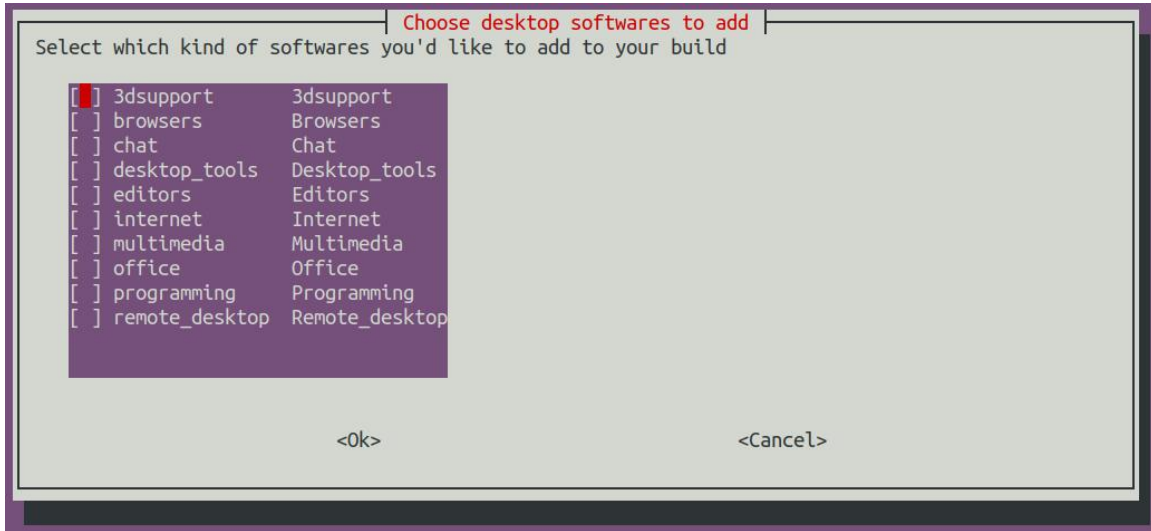 Choose desktop softwares to add
Select which kind of softwares you'd like to add to your build
[ ] 3dsupport 3dsupport
[ ] browsers Browsers
[ ] chat Chat
[ ] desktop_tools Desktop_tools
[ ] editors Editors
[ ] internet Internet
[ ] multimedia Multimedia
[ ] office Office
[ ] programming Programming
[ ] remote_desktop Remote_desktop
<Ok> <Cancel>